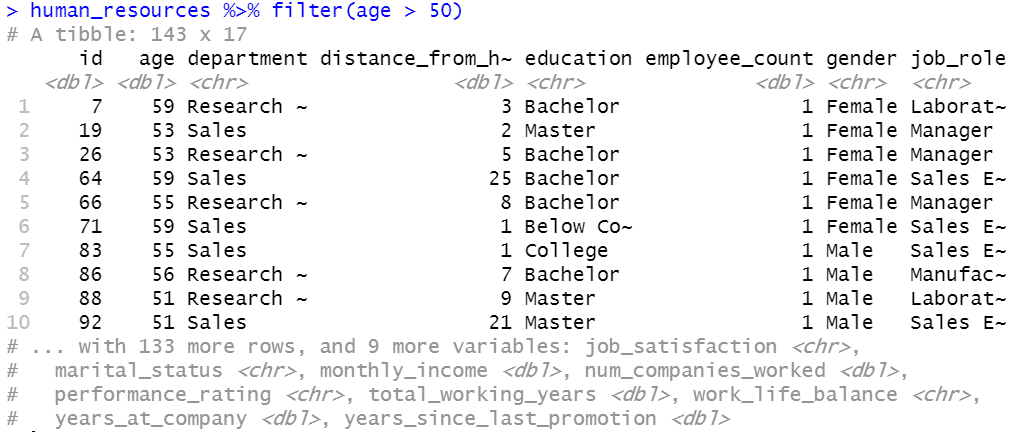 > human_resources %>% filter(age > 50)
# A tibble: 143 x 17
id age department distance_from_h~ education employee_count gender job_role
<dbl> <dbl> <chr> <dbl> <chr> <dbl> <chr> <chr>
1 7 59 Research ~ 3 Bachelor 1 Female Laborat~
2 19 53 Sales 2 Master 1 Female Manager
3 26 53 Research ~ 5 Bachelor 1 Female Manager
4 64 59 Sales 25 Bachelor 1 Female Sales E~
5 66 55 Research ~ 8 Bachelor 1 Female Manager
6 71 59 Sales 1 Below Co~ 1 Female Sales E~
7 83 55 Sales 1 College 1 Male Sales E~
8 86 56 Research ~ 7 Bachelor 1 Male Manufac~
9 88 51 Research ~ 9 Master 1 Male Laborat~
10 92 51 Sales 21 Master 1 Male Sales E~
# ... with 133 more rows, and 9 more variables: job_satisfaction <chr>,
# marital_status <chr>, monthly_income <dbl>, num_companies_worked <dbl>,
# performance_rating <chr>, total_working_years <dbl>, work_life_balance <chr>,
# years_at_company <dbl>, years_since_last_promotion <dbl>